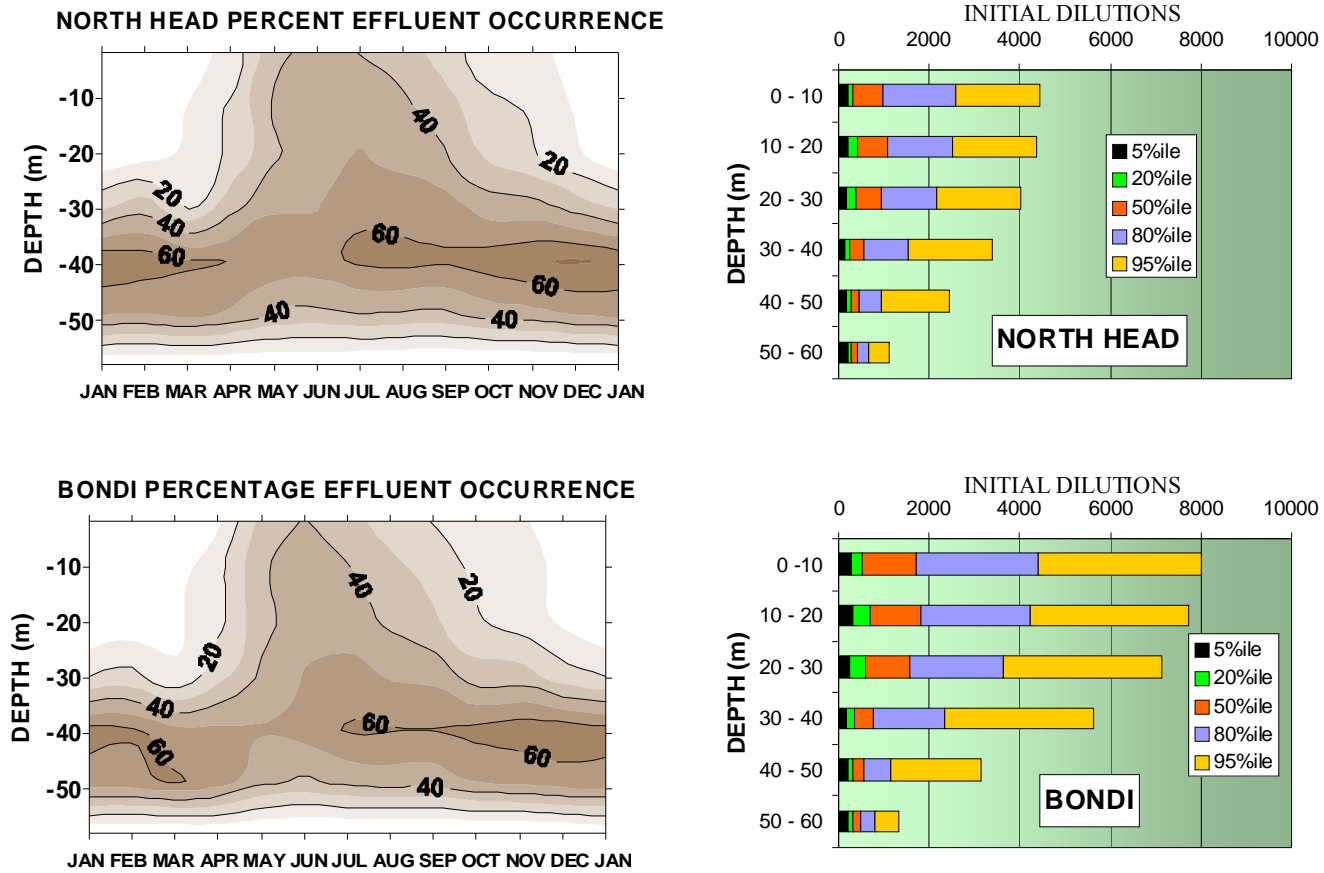 NORTH HEAD PERCENT EFFLUENT OCCURRENCE
DEPTH (m)
-10
-20
-30
-40
-50
20
40
60
40
40
20
60
60
40
JAN FEB MAR APR MAY JUN JUL AUG SEP OCT NOV DEC JAN
INITIAL DILUTIONS
0 2000 4000 6000 8000 10000
DEPTH (m)
0 - 10
10 - 20
20 - 30
30 - 40
40 - 50
50 - 60
5%ile
20%ile
50%ile
80%ile
95%ile
NORTH HEAD
BONDI PERCENTAGE EFFLUENT OCCURRENCE
DEPTH (m)
-10
-20
-30
-40
-50
20
40
60
40
20
60
60
40
JAN FEB MAR APR MAY JUN JUL AUG SEP OCT NOV DEC JAN
INITIAL DILUTIONS
0 2000 4000 6000 8000 10000
DEPTH (m)
0 -10
10 - 20
20 - 30
30 - 40
40 - 50
50 - 60
5%ile
20%ile
50%ile
80%ile
95%ile
BONDI